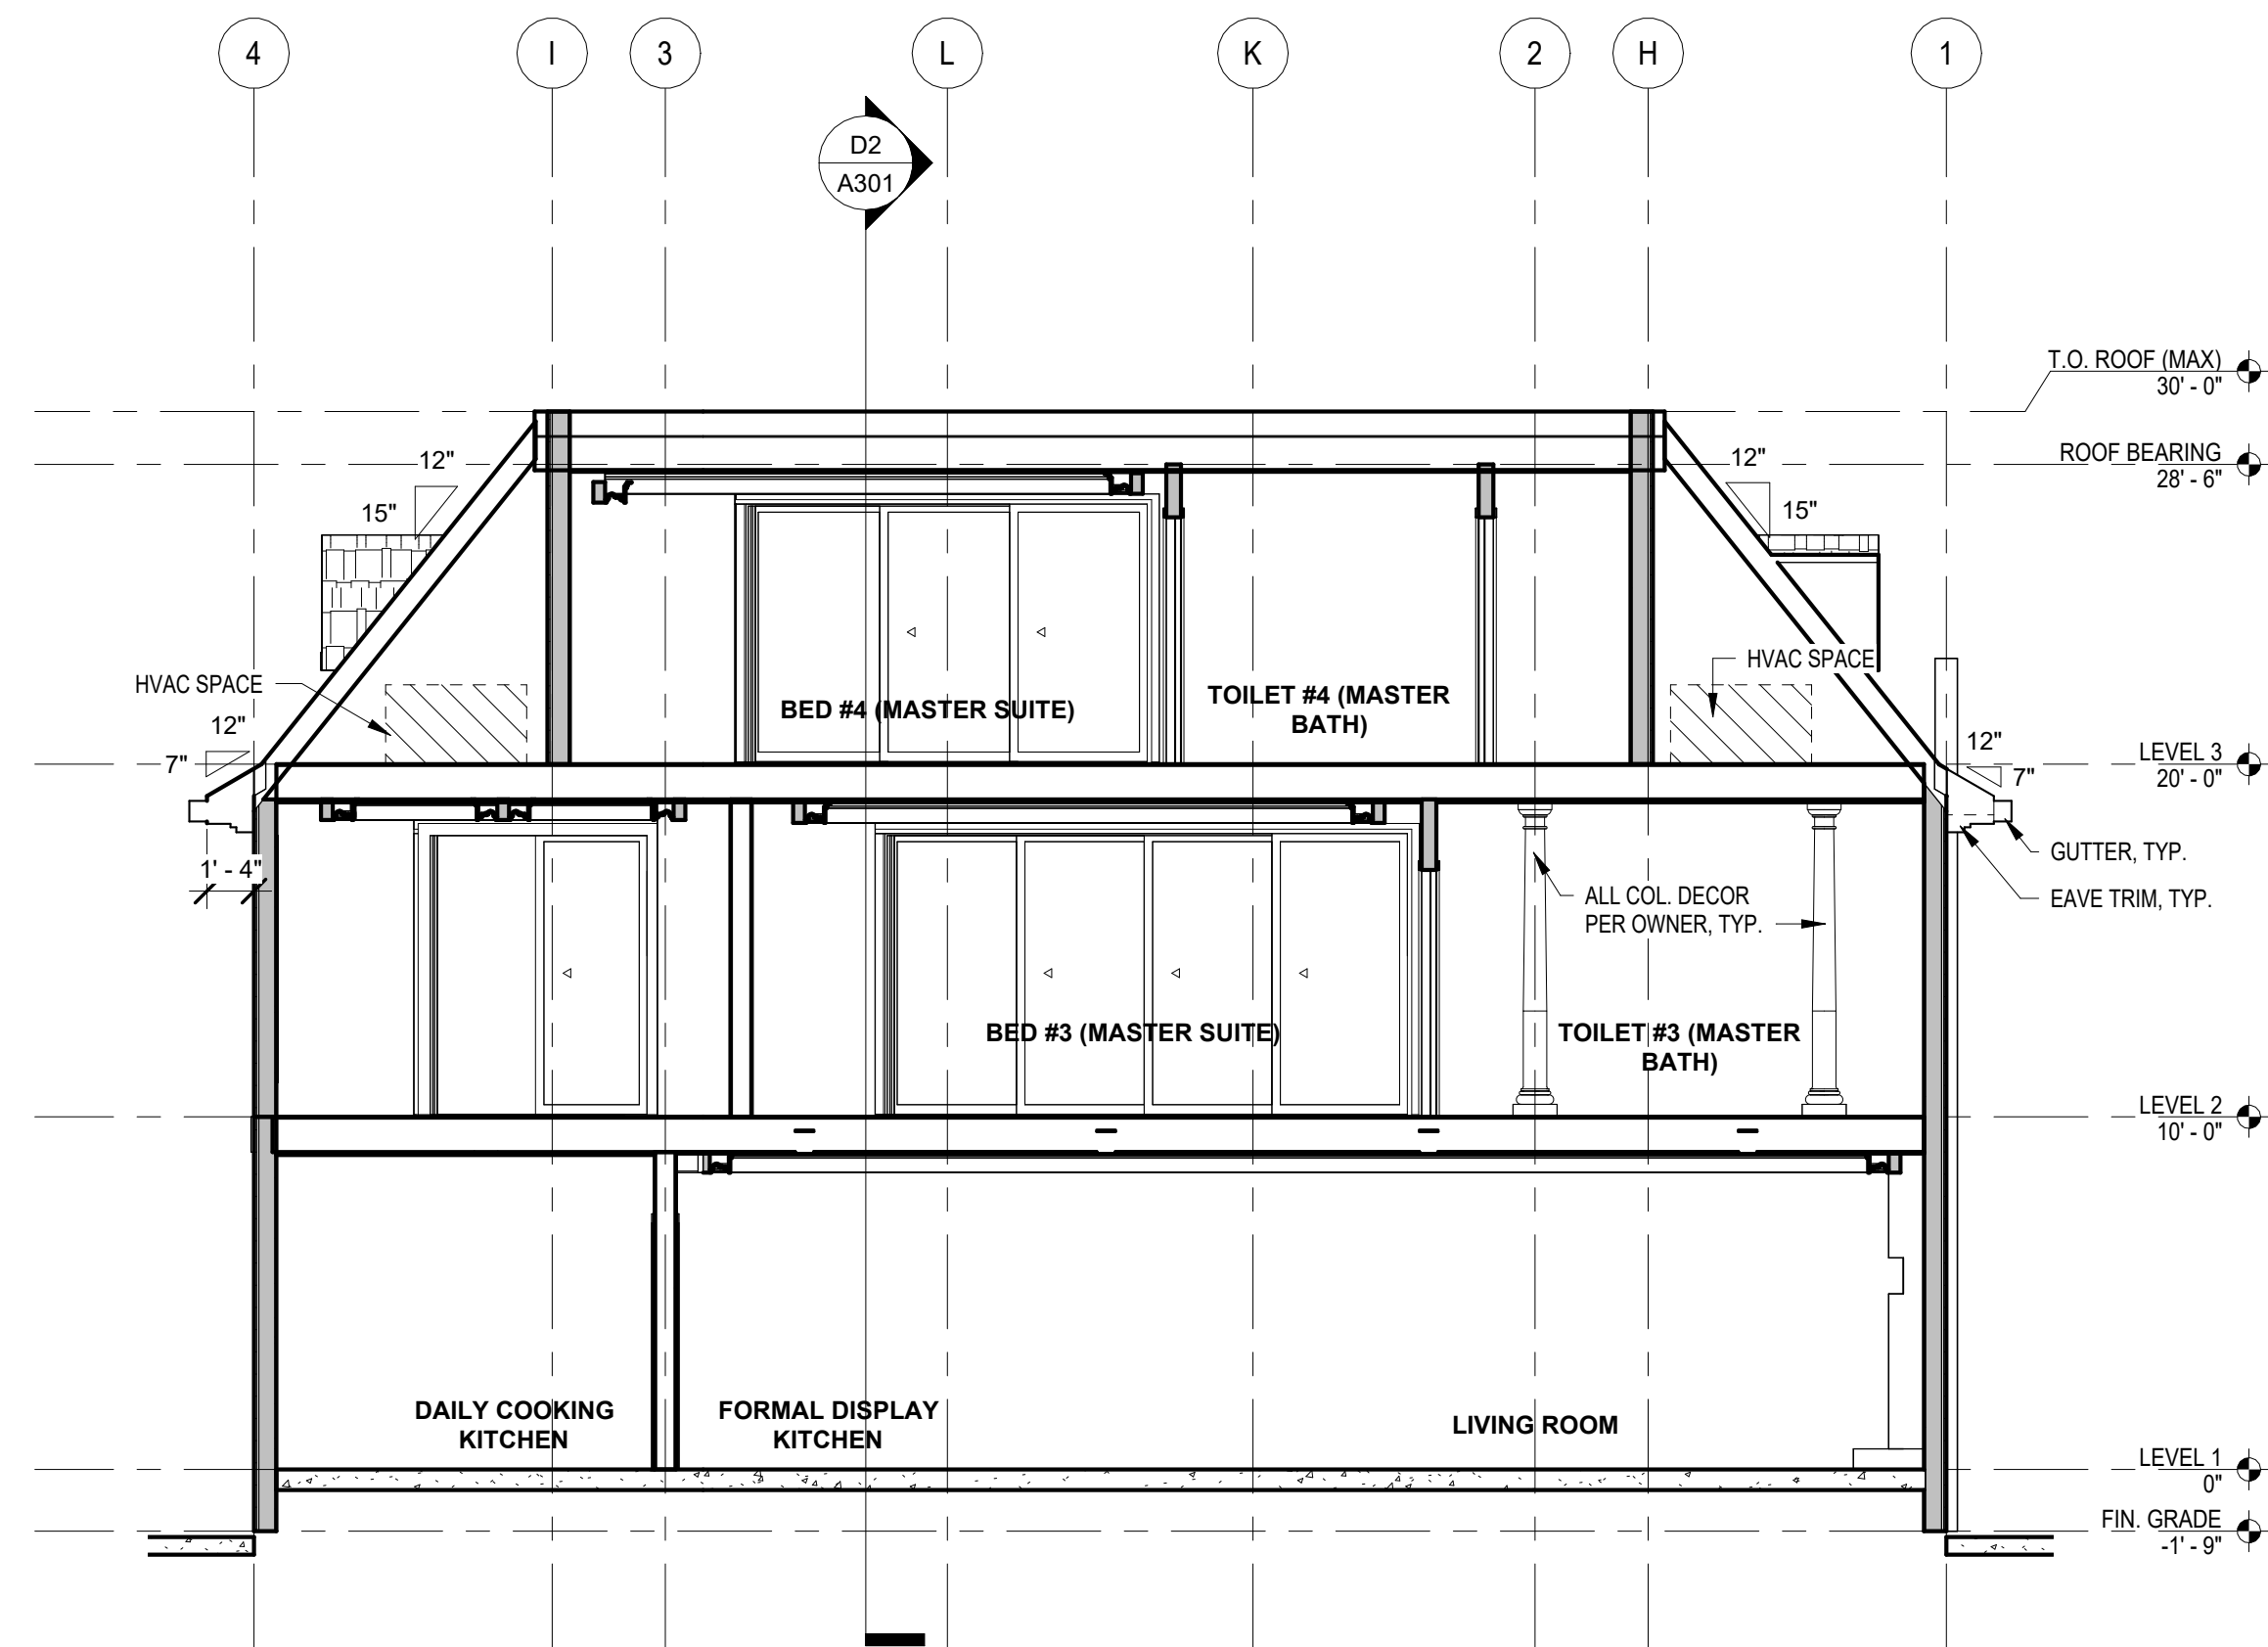 4
I
3
L
K
2
H
1
D2
A301
T.O. ROOF (MAX)
30' - 0"
ROOF BEARING
28' - 6"
12"
15"
12"
15"
HVAC SPACE
HVAC SPACE
BED #4 (MASTER SUITE)
TOILET #4 (MASTER
BATH)
12"
7"
12"
7"
LEVEL 3
20' - 0"
1' - 4"
GUTTER, TYP.
EAVE TRIM, TYP.
ALL COL. DECOR
PER OWNER, TYP.
BED #3 (MASTER SUITE)
TOILET #3 (MASTER
BATH)
LEVEL 2
10' - 0"
DAILY COOKING
KITCHEN
FORMAL DISPLAY
KITCHEN
LIVING ROOM
LEVEL 1
0"
FIN. GRADE
-1' - 9"